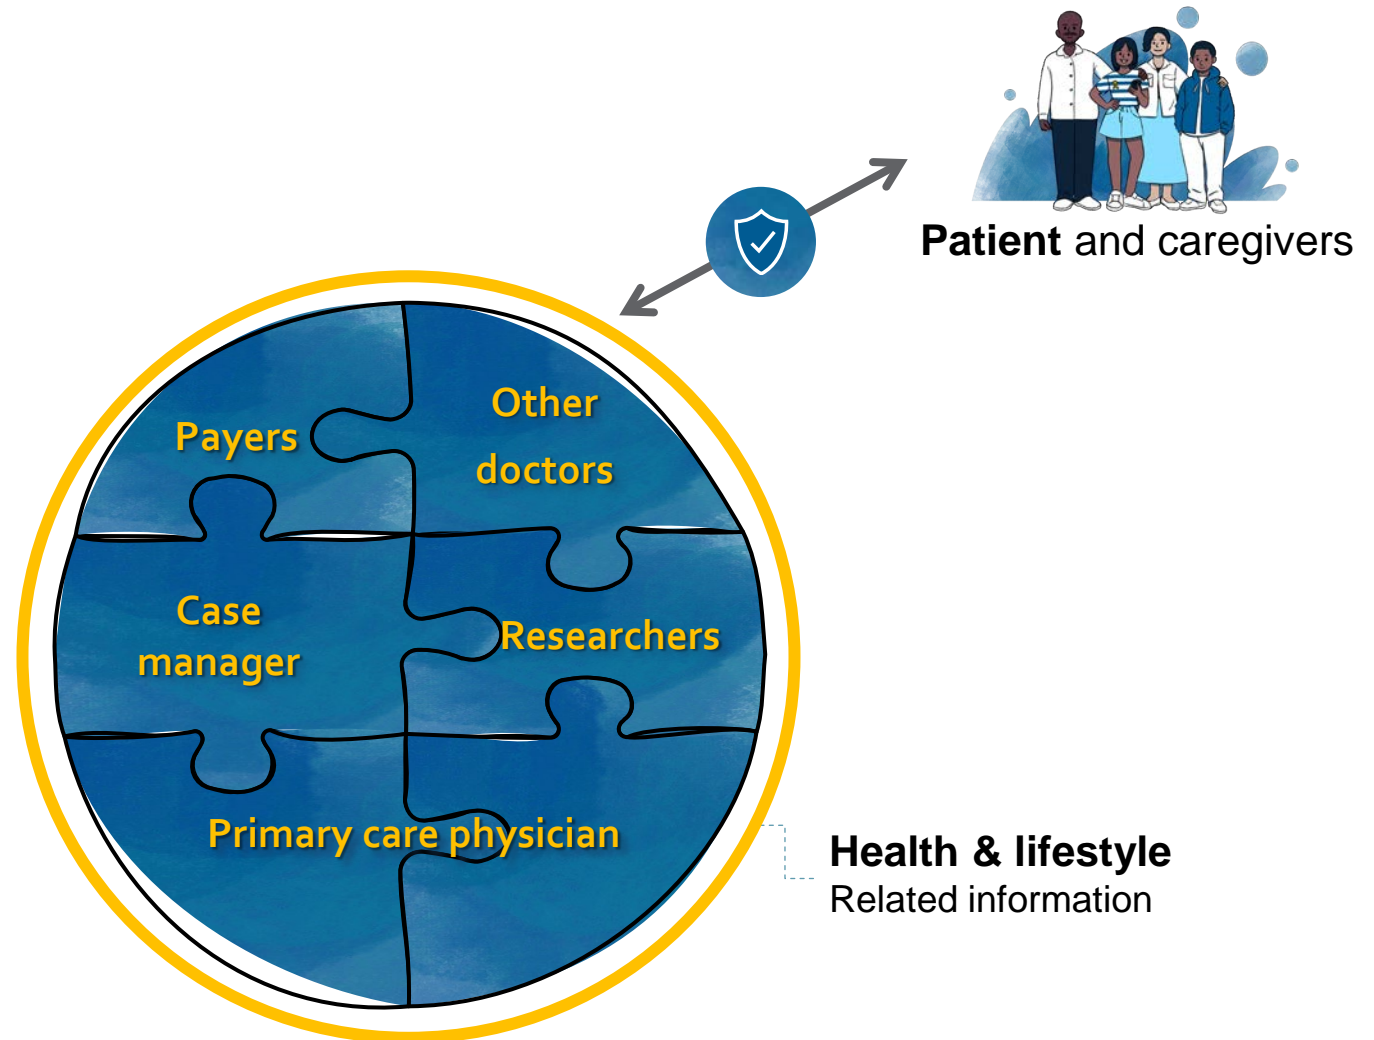 Patient and caregivers
Other
doctors
Payers
Case
manager
Researchers
Primary care physician
Health & lifestyle
Related information